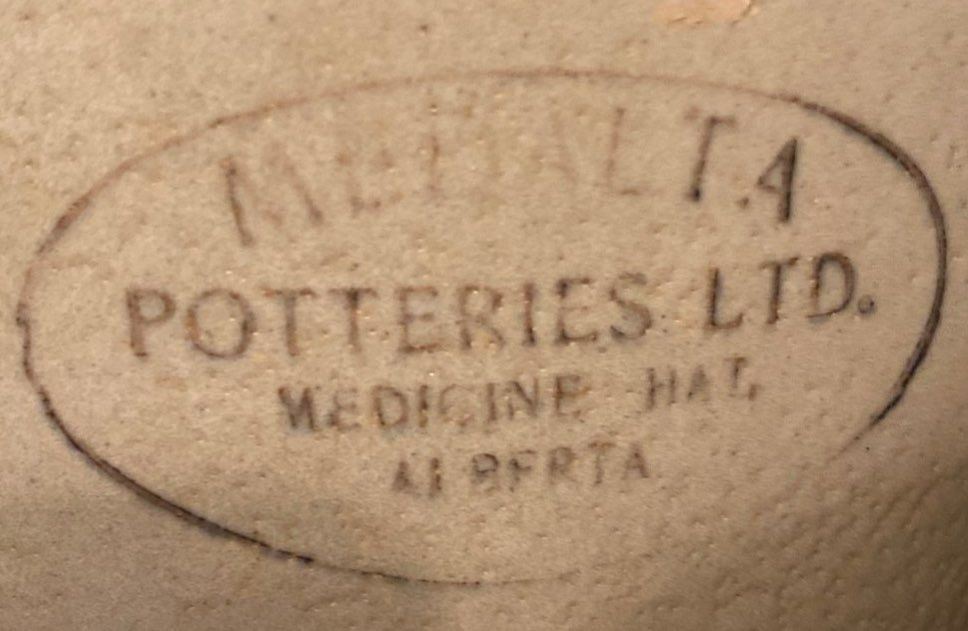 MEDALTA
POTTERIES LTD.
MEDICINE HAT,
ALBERTA